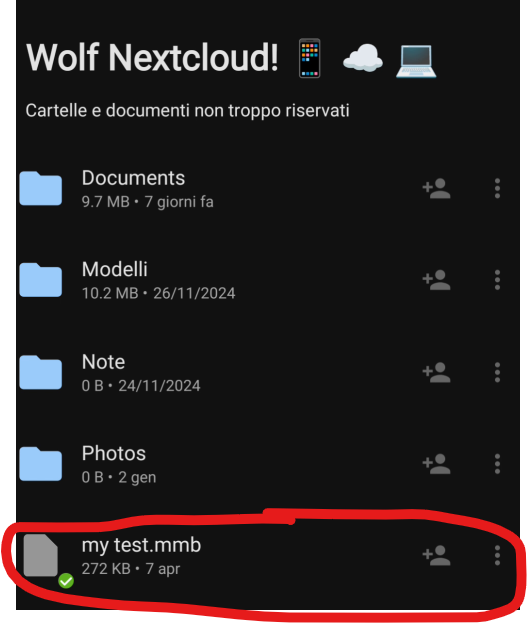 Wolf Nextcloud! 📱 ☁️ 💻
Cartelle e documenti non troppo riservati
Documents
9.7 MB • 7 giorni fa
Modelli
10.2 MB • 26/11/2024
Note
0 B • 24/11/2024
Photos
0 B • 2 gen
my test.mmb
272 KB • 7 apr